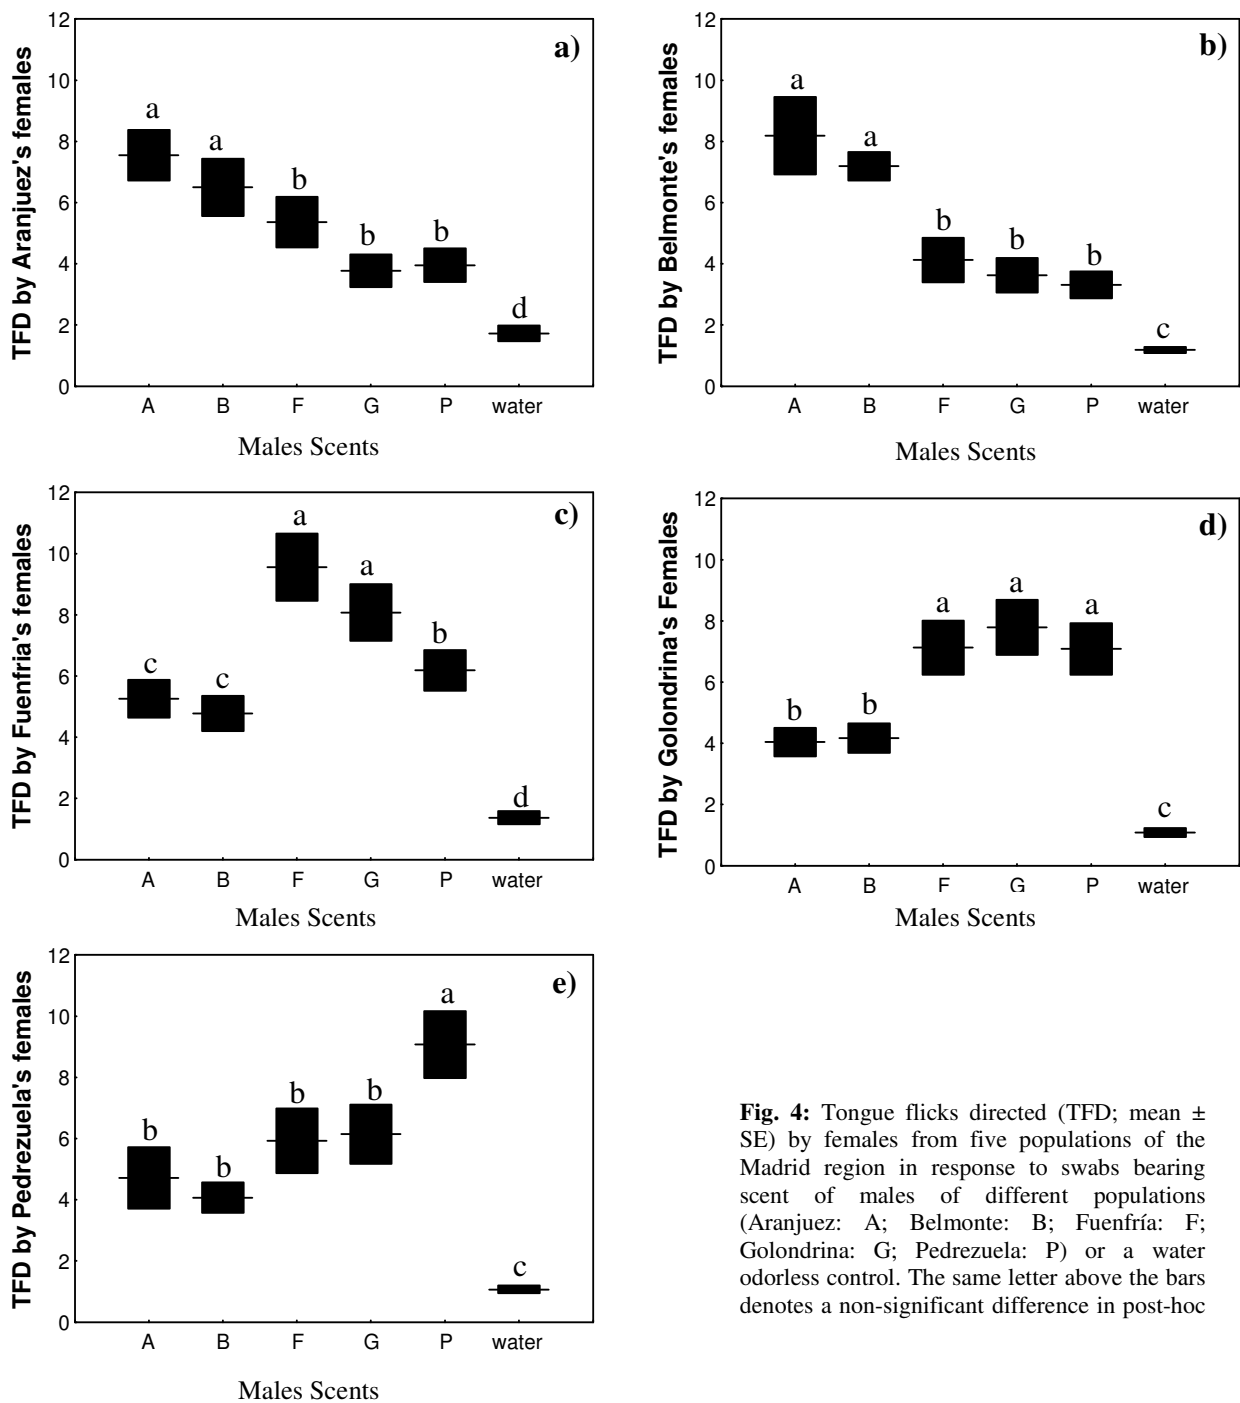 a)
TFD by Aranjuez's females
12
10
8
6
4
2
0
a
a
b
b
b
d
A B F G P water
Males Scents
b)
TFD by Belmonte's females
12
10
8
6
4
2
0
a
a
b
b
b
c
A B F G P water
Males Scents
c)
TFD by Fuenfria's females
12
10
8
6
4
2
0
c
c
a
a
b
d
A B F G P water
Males Scents
d)
TFD by Golondrina's Females
12
10
8
6
4
2
0
b
b
a
a
a
c
A B F G P water
Males Scents
e)
TFD by Pedrezuela's females
12
10
8
6
4
2
0
b
b
b
b
a
c
A B F G P water
Males Scents
Fig. 4: Tongue flicks directed (TFD; mean ±
SE) by females from five populations of the
Madrid region in response to swabs bearing
scent of males of different populations
(Aranjuez: A; Belmonte: B; Fuenfría: F;
Golondrina: G; Pedrezuela: P) or a water
odorless control. The same letter above the bars
denotes a non-significant difference in post-hoc